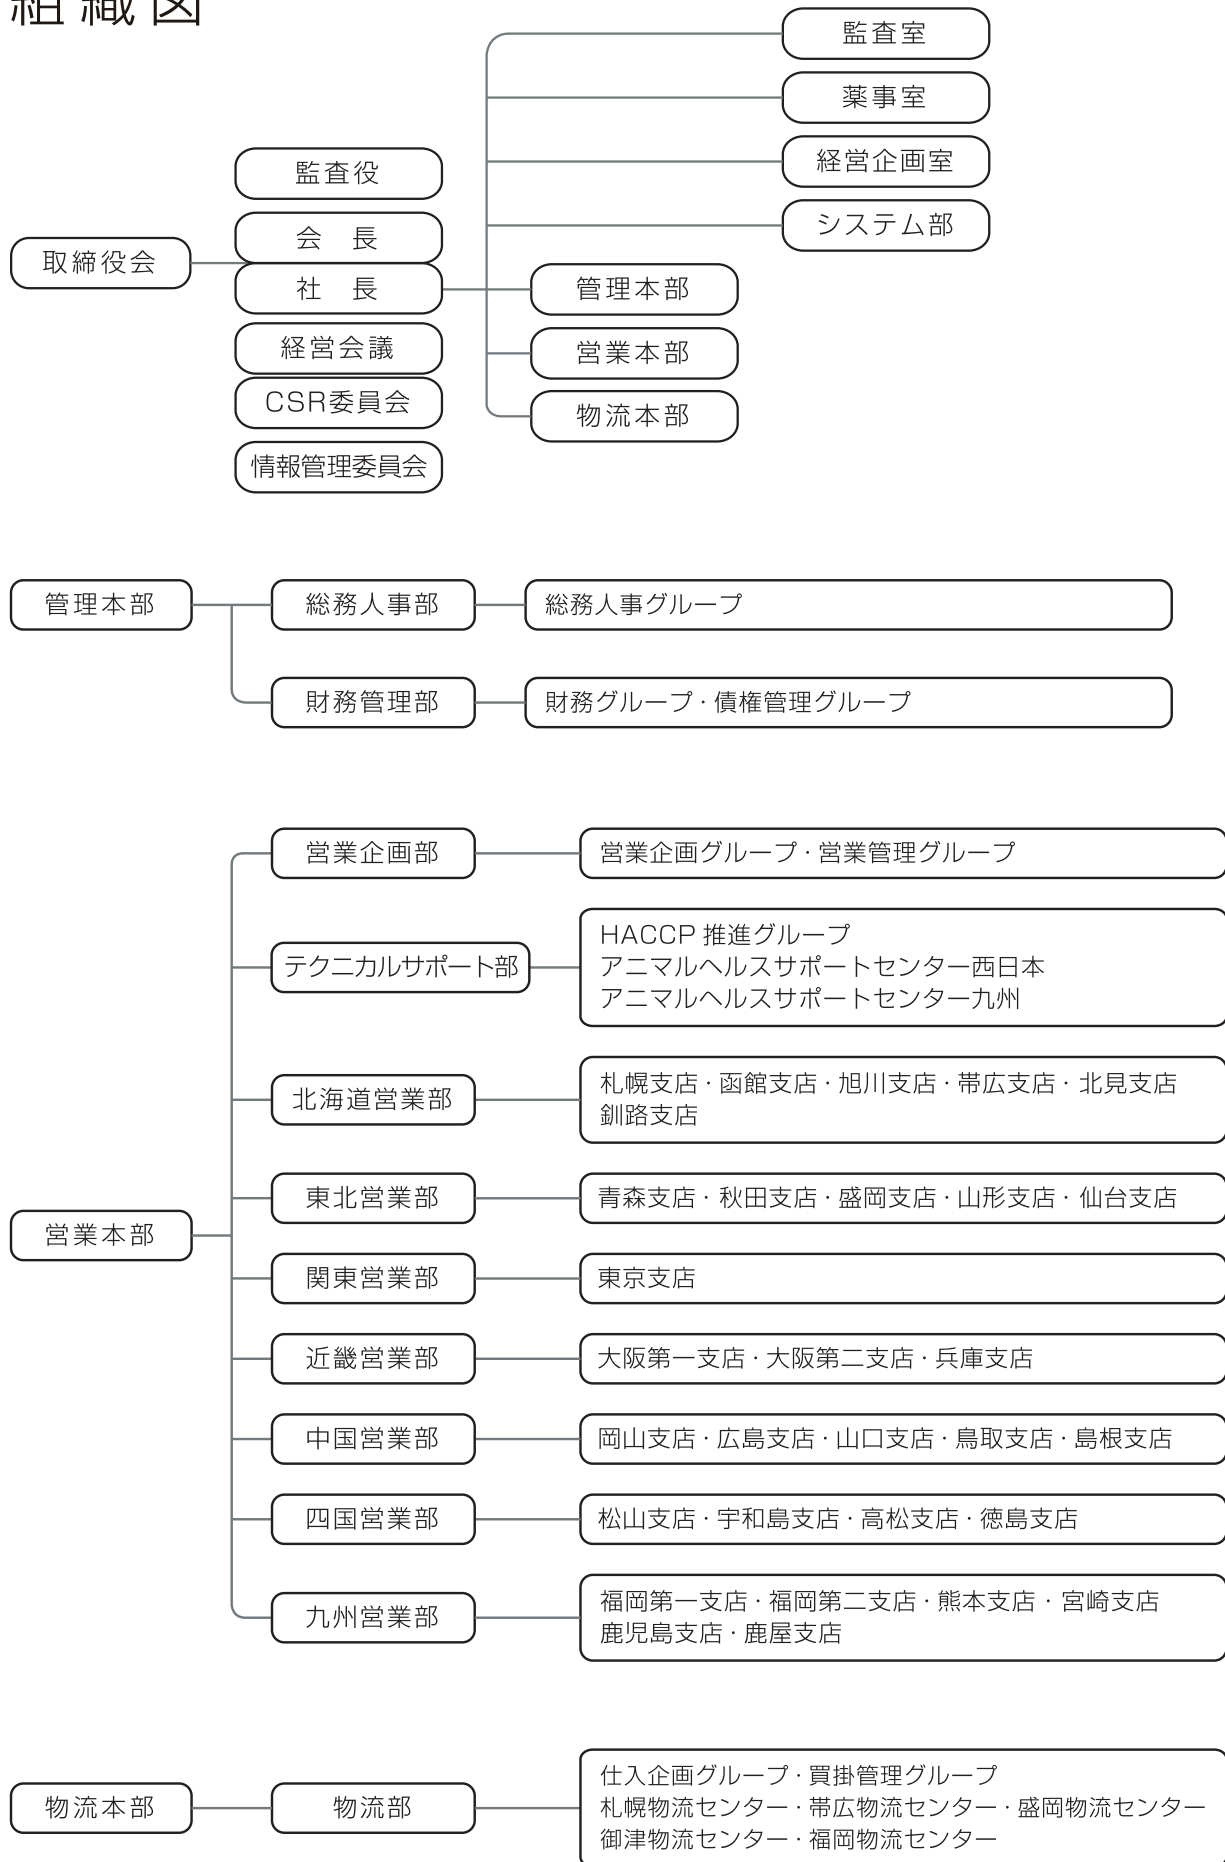 組織図
監査室
薬事室
経営企画室
システム部
監査役
会　長
取締役会
社　長
管理本部
経営会議
営業本部
CSR委員会
物流本部
情報管理委員会
管理本部
総務人事部
総務人事グループ
財務管理部
財務グループ・債権管理グループ
営業本部
営業企画部
営業企画グループ・営業管理グループ
テクニカルサポート部
HACCP 推進グループ
アニマルヘルスサポートセンター西日本
アニマルヘルスサポートセンター九州
北海道営業部
札幌支店・函館支店・旭川支店・帯広支店・北見支店
釧路支店
東北営業部
青森支店・秋田支店・盛岡支店・山形支店・仙台支店
関東営業部
東京支店
近畿営業部
大阪第一支店・大阪第二支店・兵庫支店
中国営業部
岡山支店・広島支店・山口支店・鳥取支店・島根支店
四国営業部
松山支店・宇和島支店・高松支店・徳島支店
九州営業部
福岡第一支店・福岡第二支店・熊本支店・宮崎支店
鹿児島支店・鹿屋支店
物流本部
物流部
仕入企画グループ・買掛管理グループ
札幌物流センター・帯広物流センター・盛岡物流センター
御津物流センター・福岡物流センター